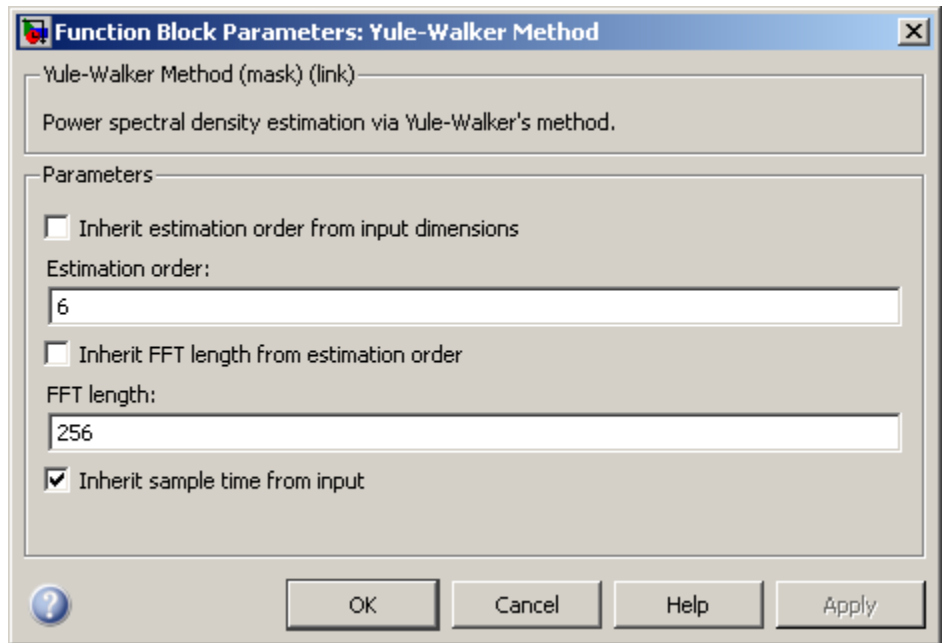 Function Block Parameters: Yule-Walker Method
Yule-Walker Method (mask) (link)
Power spectral density estimation via Yule-Walker's method.
Parameters
Inherit estimation order from input dimensions
Estimation order:
6
Inherit FFT length from estimation order
FFT length:
256
Inherit sample time from input
OK Cancel Help Apply